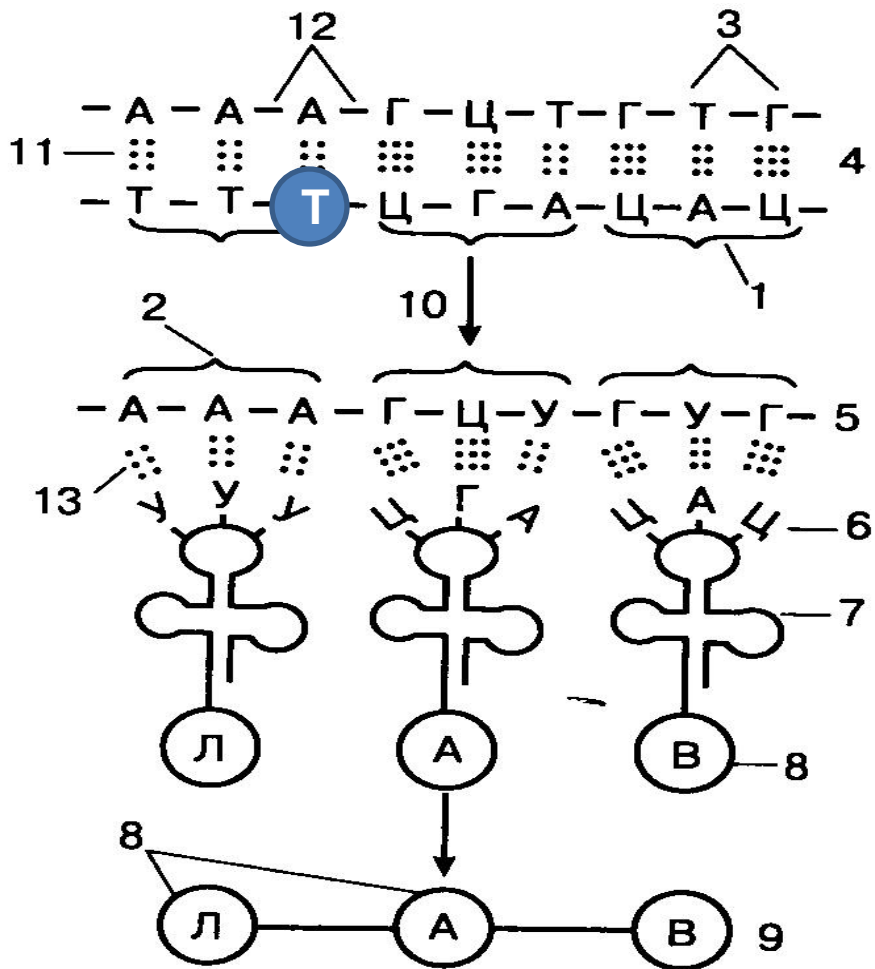 12 3
– А – А – А – Г – Ц – Т – Г – Т – Г –
11 4
– Т – Т – Т – Ц – Г – А – Ц – А – Ц –
10 1
2
– А – А – А – Г – Ц – У – Г – У – Г – 5
13 У У У Ц Г А Ц А Ц 6
7
Л А В 8
8
Л А В 9